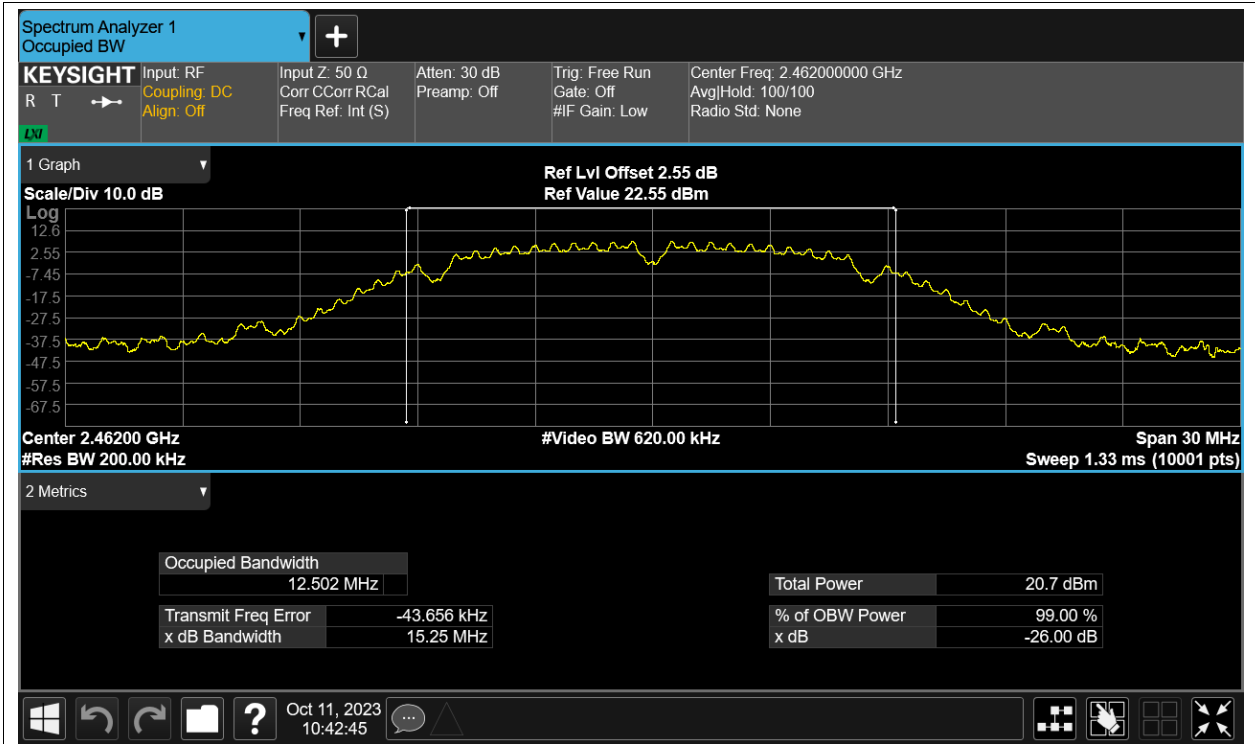 Spectrum Analyzer 1
Occupied BW
KEYSIGHT
R T
LXI
Input: RF
Coupling: DC
Align: Off
Input Z: 50 Ω
Corr CCorr RCal
Freq Ref: Int (S)
Atten: 30 dB
Preamp: Off
Trig: Free Run
Gate: Off
#IF Gain: Low
Center Freq: 2.462000000 GHz
Avg|Hold: 100/100
Radio Std: None
1 Graph
Scale/Div 10.0 dB
Ref Lvl Offset 2.55 dB
Ref Value 22.55 dBm
Log
12.6
2.55
-7.45
-17.5
-27.5
-37.5
-47.5
-57.5
-67.5
Center 2.46200 GHz
#Video BW 620.00 kHz
Span 30 MHz
#Res BW 200.00 kHz
Sweep 1.33 ms (10001 pts)
2 Metrics
Occupied Bandwidth
12.502 MHz
Total Power 20.7 dBm
Transmit Freq Error -43.656 kHz
% of OBW Power 99.00 %
x dB Bandwidth 15.25 MHz
x dB -26.00 dB
Oct 11, 2023
10:42:45